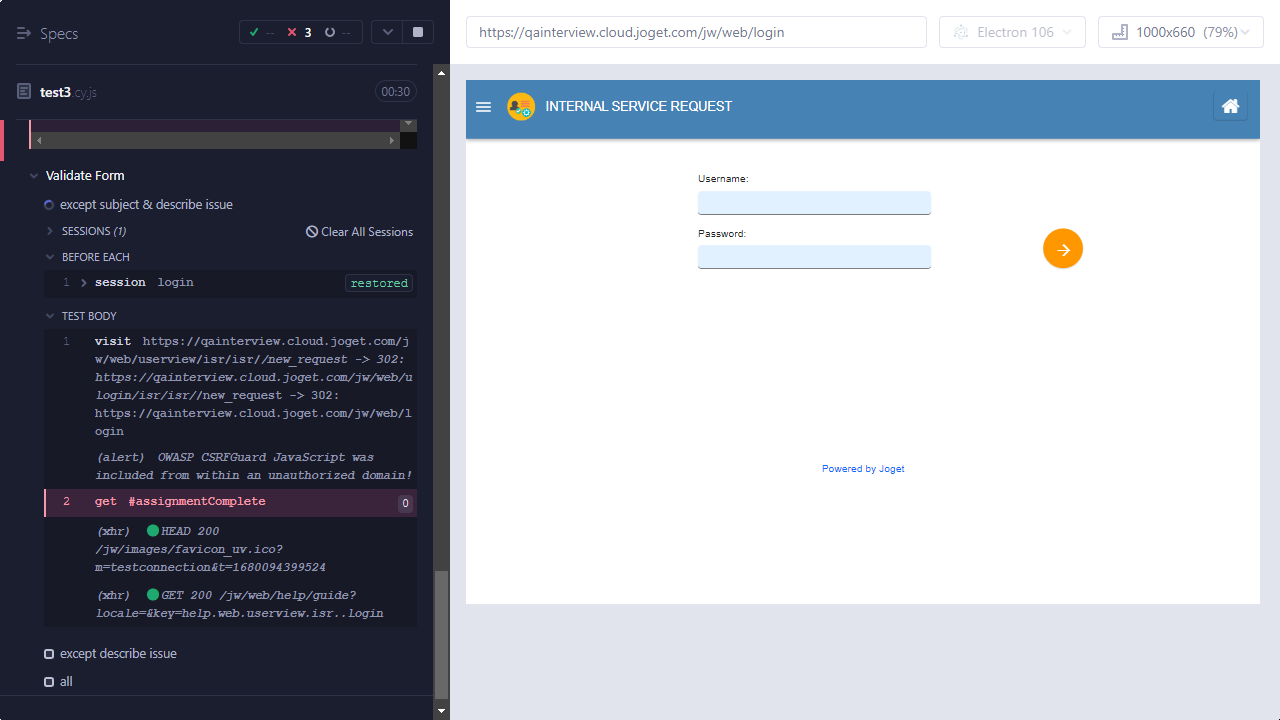 Specs
-- 3 --
test3.cy.js
00:30
Validate Form
except subject & describe issue
SESSIONS (1)
Clear All Sessions
BEFORE EACH
1 session login restored
TEST BODY
1 visit https://qainterview.cloud.joget.com/j
w/web/userview/isr/isr//new_request -> 302:
https://qainterview.cloud.joget.com/jw/web/u
login/isr/isr//new_request -> 302:
https://qainterview.cloud.joget.com/jw/web/l
ogin
(alert) OWASP CSRFGuard JavaScript was
included from within an unauthorized domain!
2 get #assignmentComplete 0
(xhr) HEAD 200
/jw/images/favicon_uv.ico?
m=testconnection&t=1680094399524
(xhr) GET 200 /jw/web/help/guide?
locale=&key=help.web.userview.isr..login
except describe issue
all
https://qainterview.cloud.joget.com/jw/web/login
Electron 106
1000x660 (79%)
INTERNAL SERVICE REQUEST
Username:
Password:
Powered by Joget